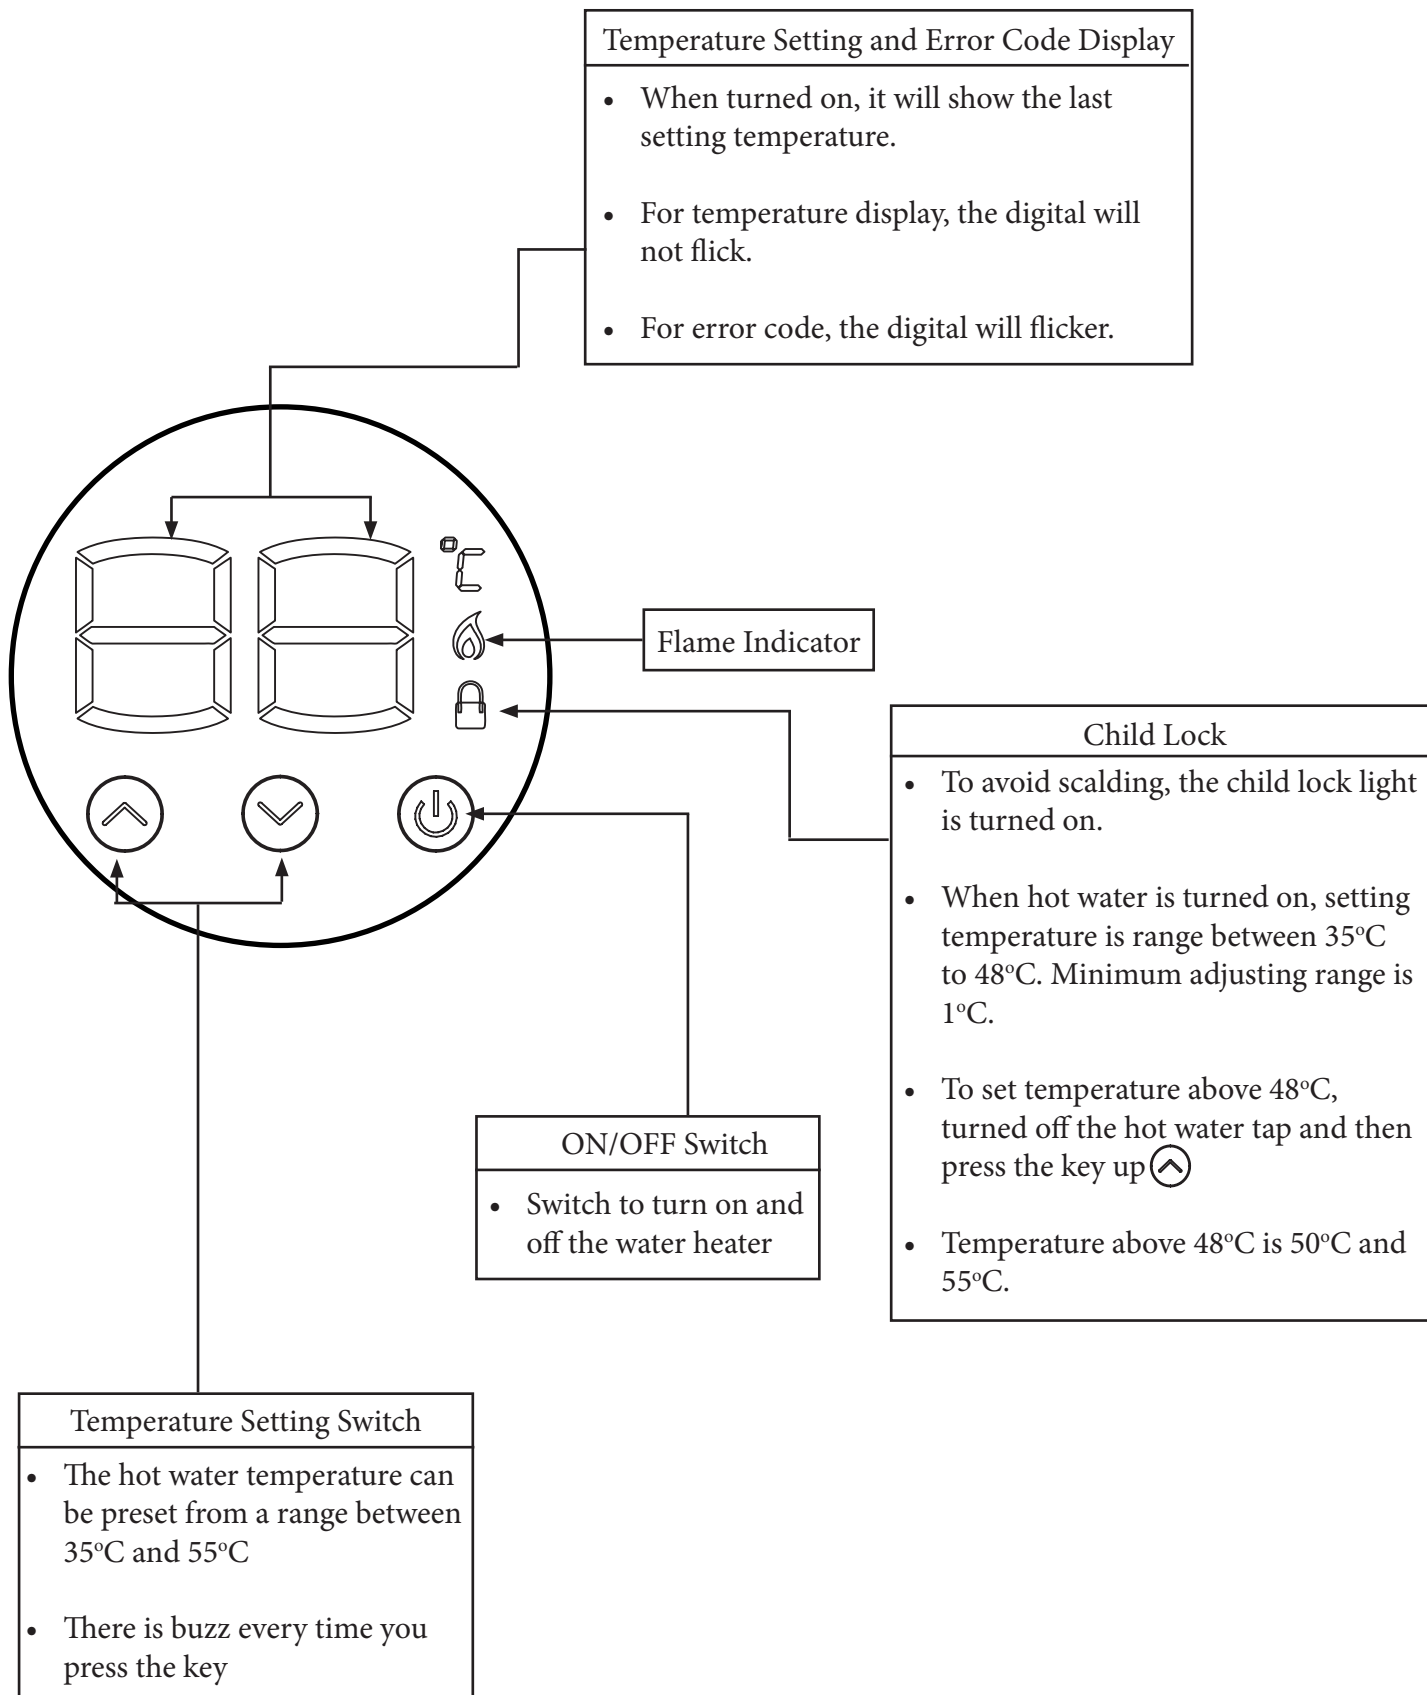 Temperature Setting and Error Code Display
• When turned on, it will show the last
setting temperature.
• For temperature display, the digital will
not flick.
• For error code, the digital will flicker.
°C
Flame Indicator
Child Lock
• To avoid scalding, the child lock light
is turned on.
• When hot water is turned on, setting
temperature is range between 35°C
to 48°C. Minimum adjusting range is
1°C.
• To set temperature above 48°C,
turned off the hot water tap and then
press the key up
• Temperature above 48°C is 50°C and
55°C.
ON/OFF Switch
• Switch to turn on and
off the water heater
Temperature Setting Switch
• The hot water temperature can
be preset from a range between
35°C and 55°C
• There is buzz every time you
press the key